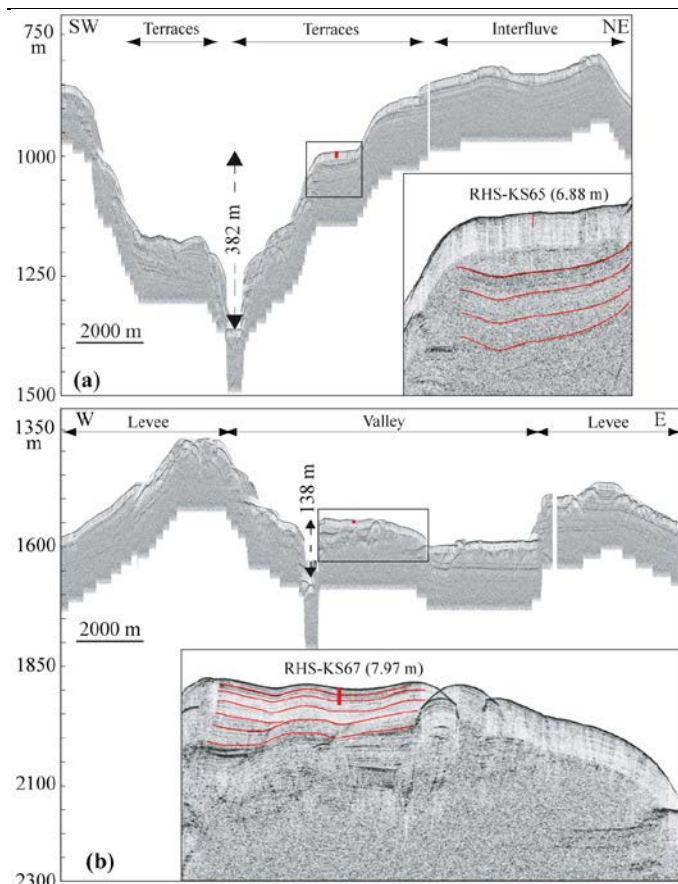 750
m
SW
Terraces
Terraces
Interfluve
NE
1000
382 m
RHS-KS65 (6.88 m)
1250
2000 m
(a)
1500
1350
m
W
Levee
Valley
Levee
E
138 m
1600
2000 m
RHS-KS67 (7.97 m)
1850
2100
(b)
2300